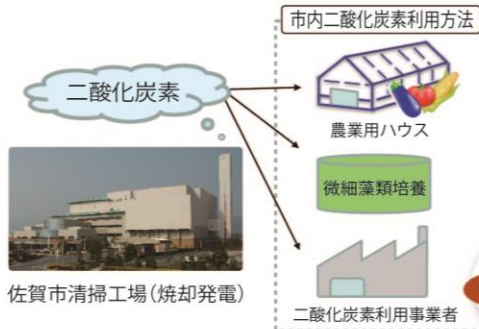 市内二酸化炭素利用方法
二酸化炭素
農業用ハウス
微細藻類培養
佐賀市清掃工場(焼却発電)
二酸化炭素利用事業者